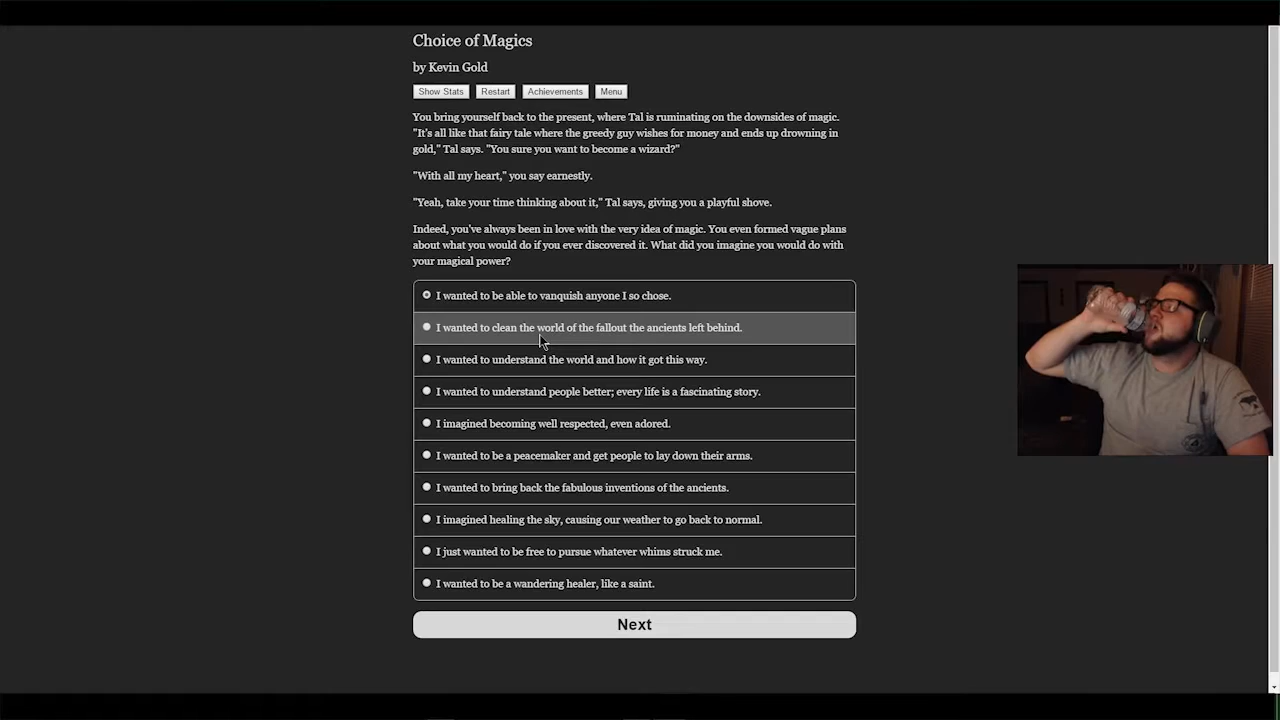 Choice of Magics
by Kevin Gold
Show Stats Restart Achievements Menu
You bring yourself back to the present, where Tal is ruminating on the downsides of magic.
"It's all like that fairy tale where the greedy guy wishes for money and ends up drowning in
gold," Tal says. "You sure you want to become a wizard?"
"With all my heart," you say earnestly.
"Yeah, take your time thinking about it," Tal says, giving you a playful shove.
Indeed, you've always been in love with the very idea of magic. You even formed vague plans
about what you would do if you ever discovered it. What did you imagine you would do with
your magical power?
I wanted to be able to vanquish anyone I so chose.
I wanted to clean the world of the fallout the ancients left behind.
I wanted to understand the world and how it got this way.
I wanted to understand people better; every life is a fascinating story.
I imagined becoming well respected, even adored.
I wanted to be a peacemaker and get people to lay down their arms.
I wanted to bring back the fabulous inventions of the ancients.
I imagined healing the sky, causing our weather to go back to normal.
I just wanted to be free to pursue whatever whims struck me.
I wanted to be a wandering healer, like a saint.
Next